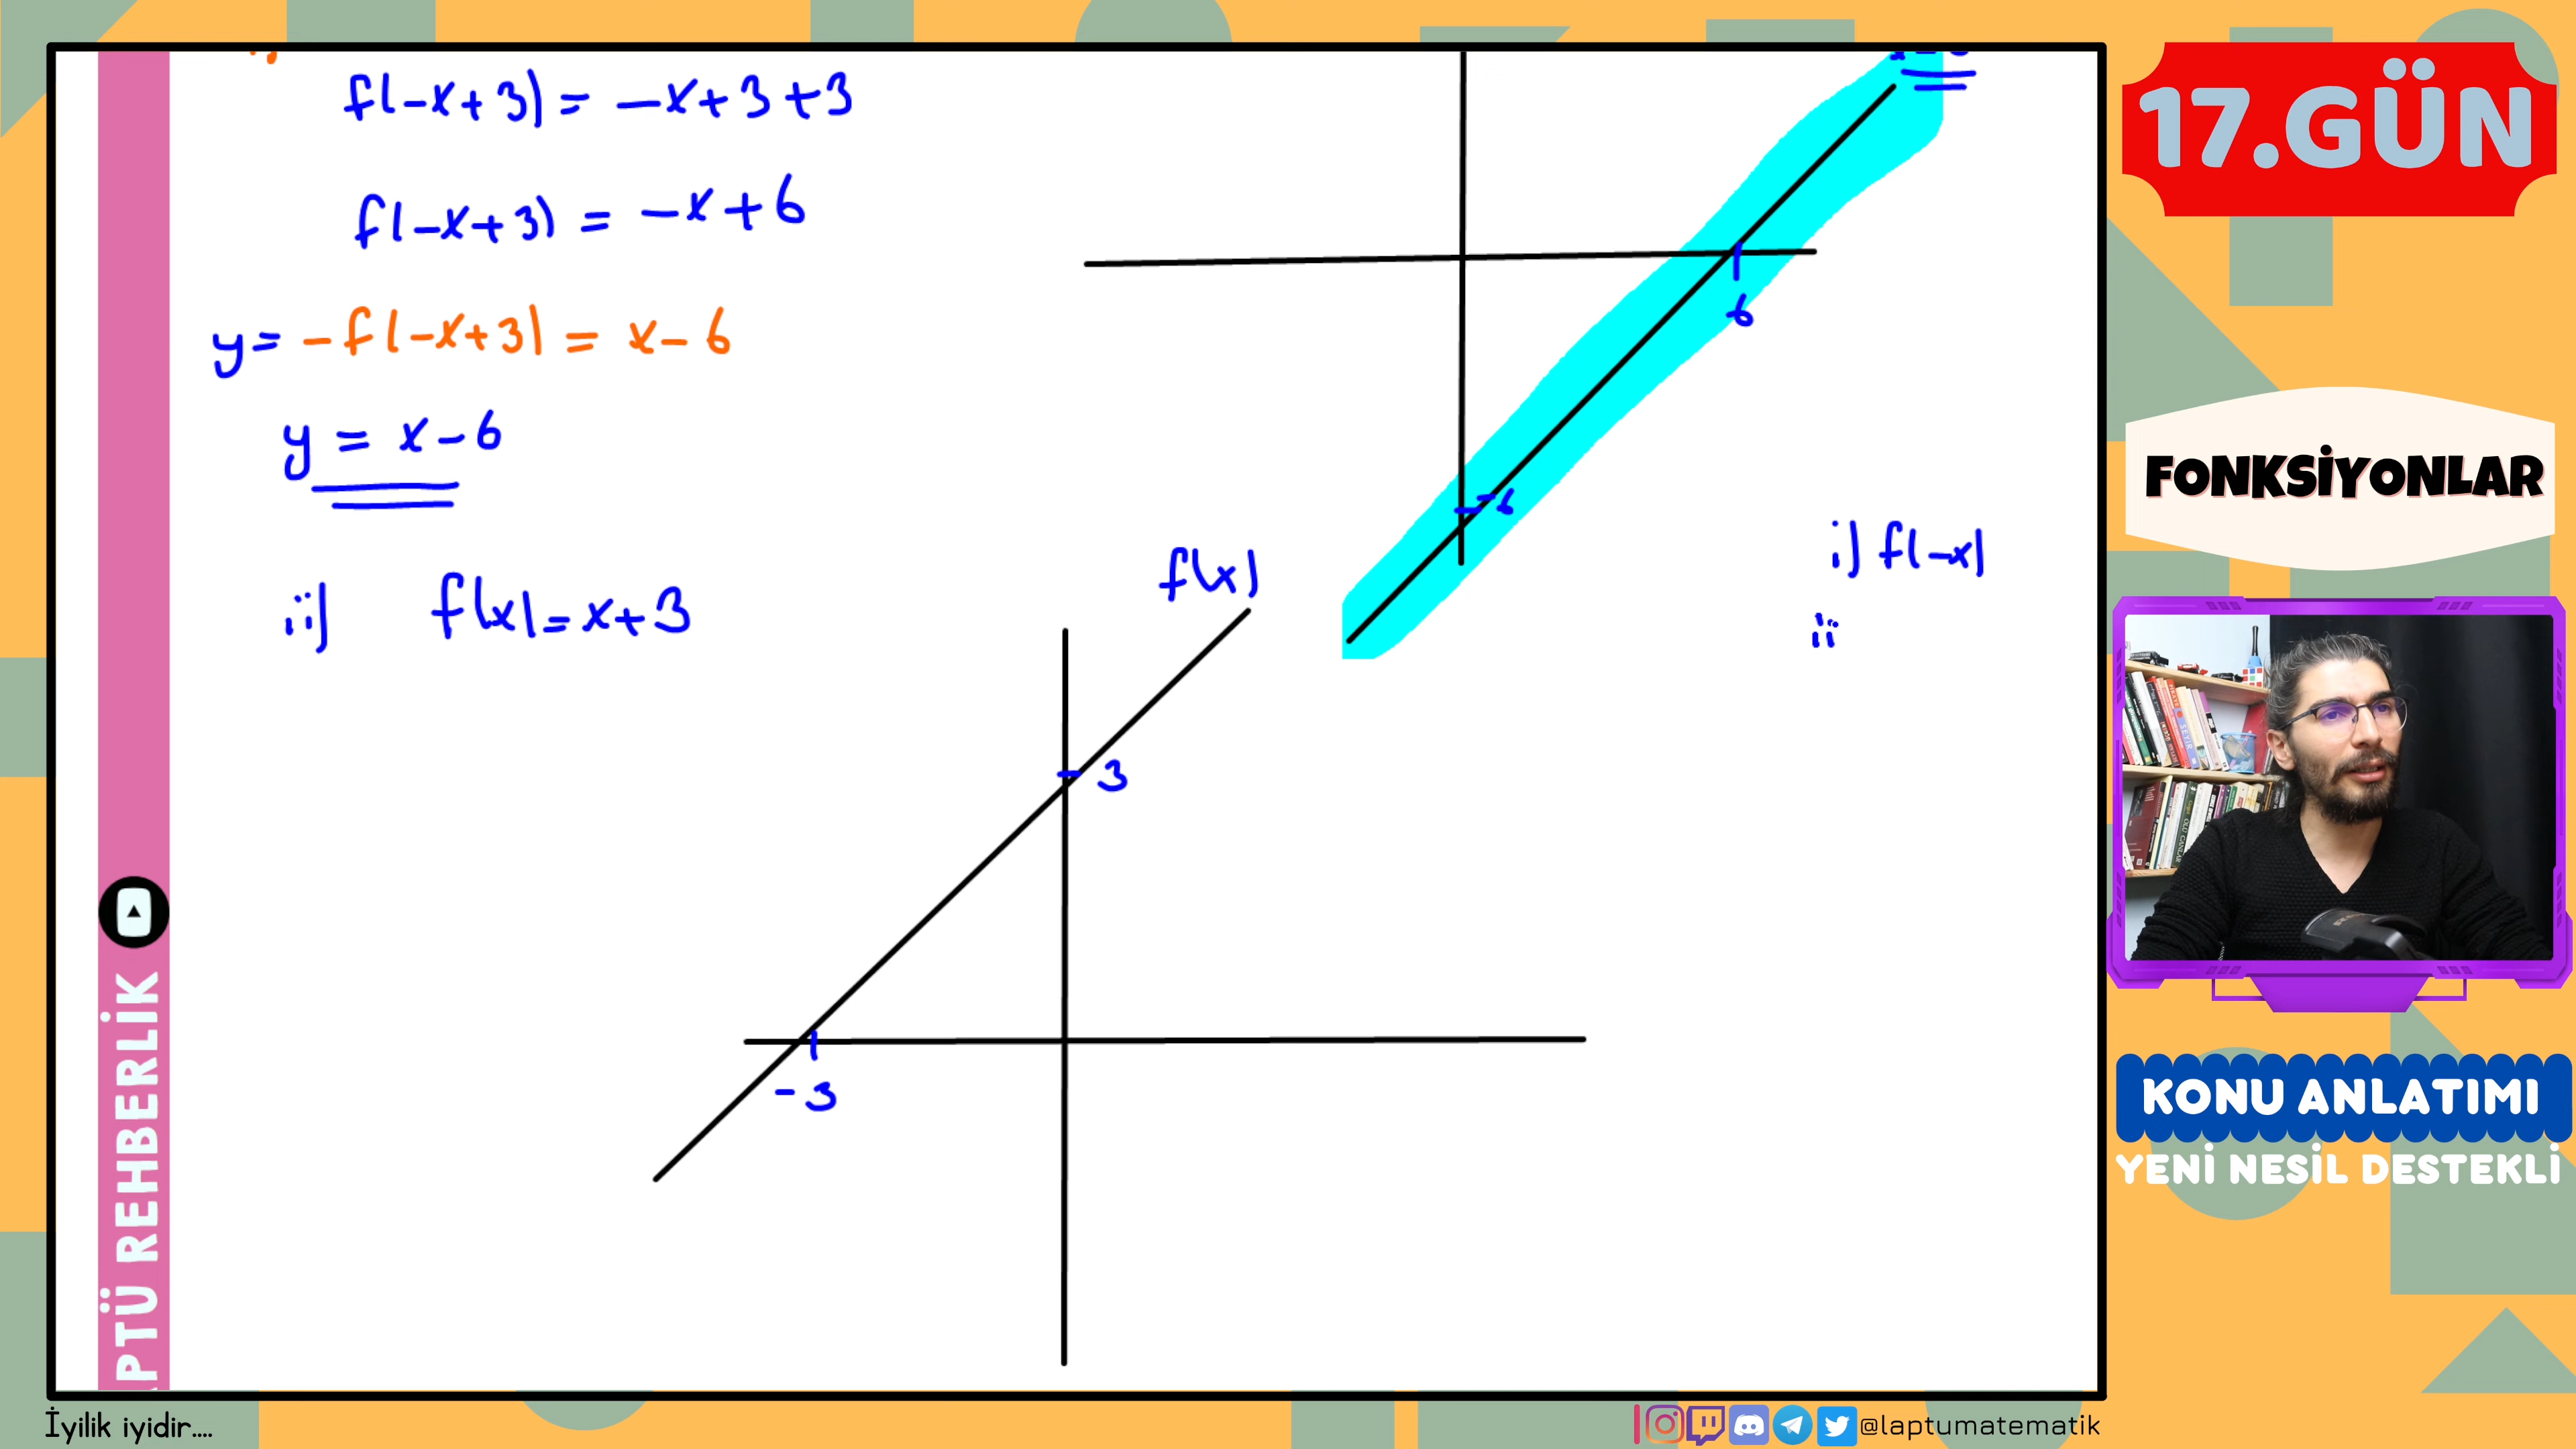 f(-x+3) = -x+3+3
f(-x+3) = -x+6
y= -f(-x+3) = x-6
y = x-6
ii) f(x)=x+3
6
-6
i) f(-x)
ii
f(x)
3
-3
PTÜ REHBERLİK
17.GÜN
FONKSİYONLAR
KONU ANLATIMI
YENİ NESİL DESTEKLİ
İyilik iyidir....
@laptumatematik